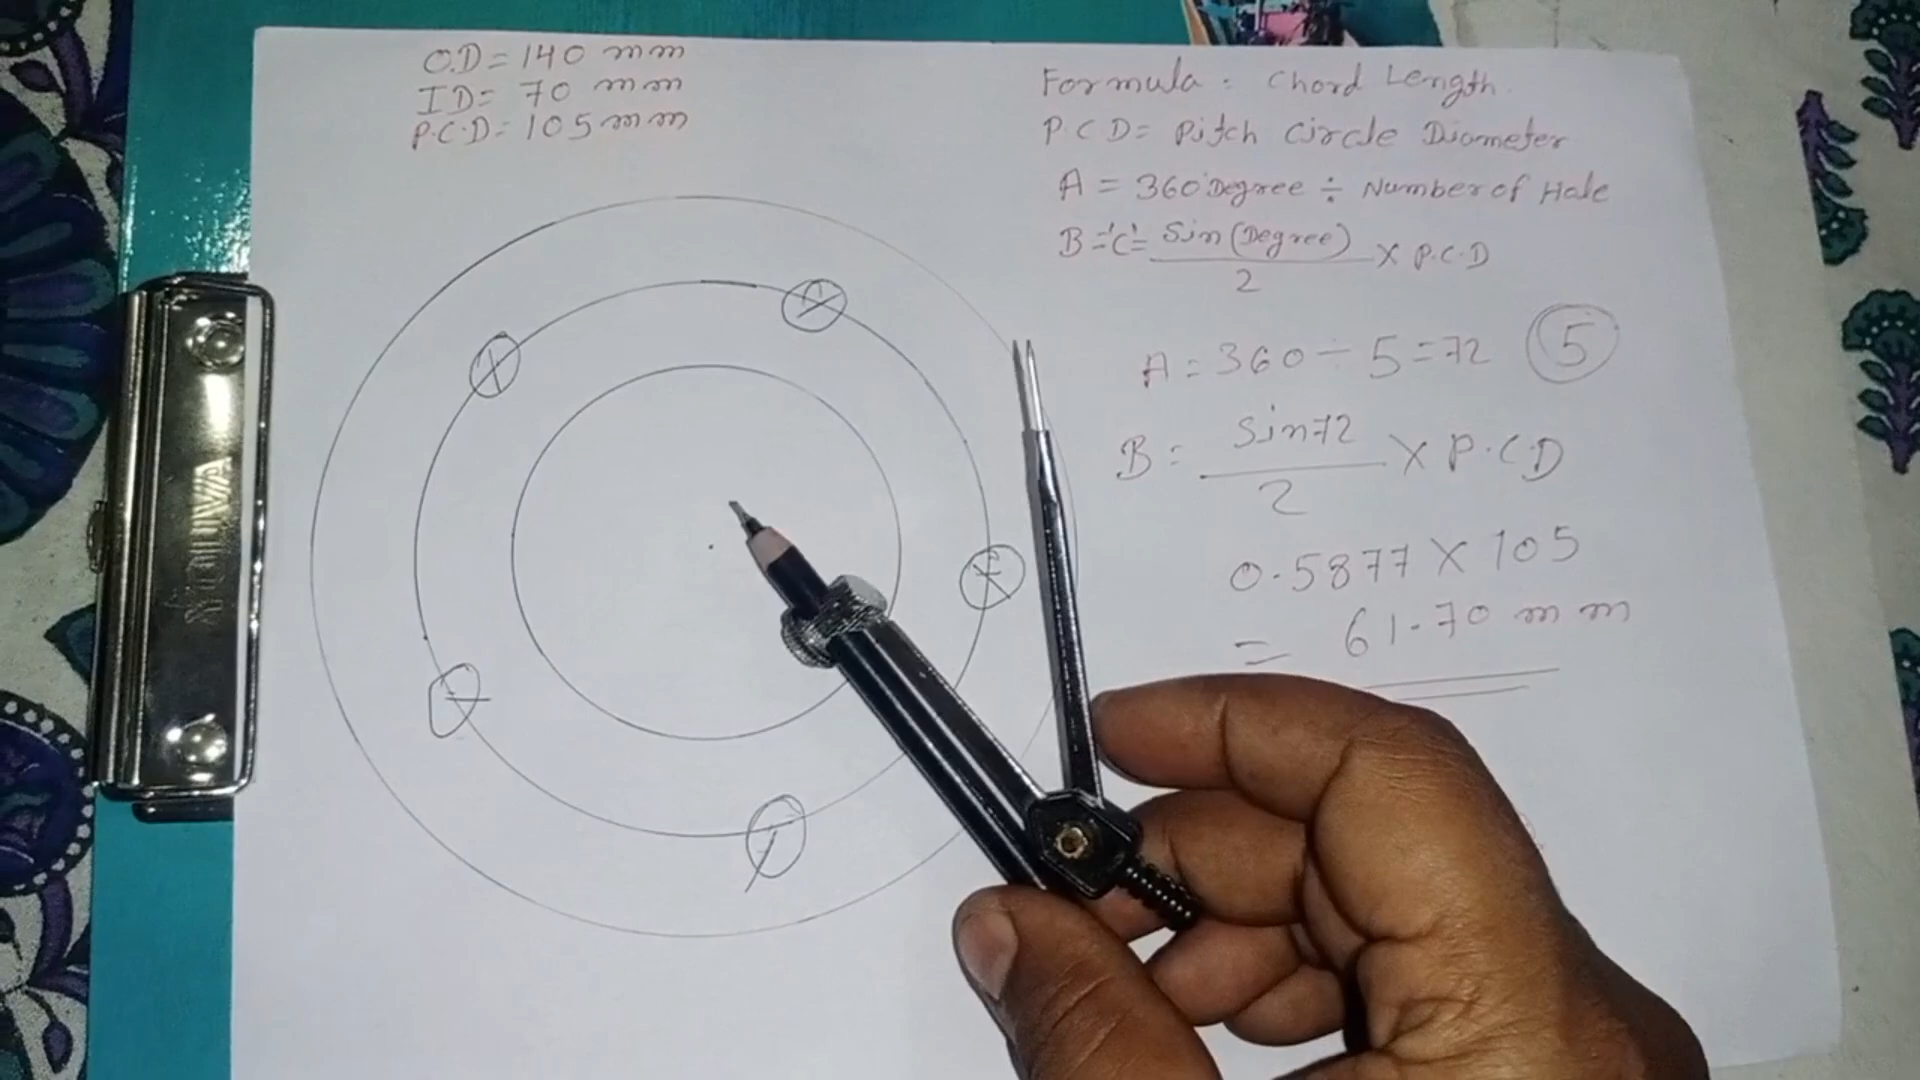 O.D = 140 mm
ID = 70 mm
P.C.D = 105 mm
Formula : Chord Length.
P.C D = Pitch Circle Diameter
A = 360 Degree ÷ Number of Hole
B = 'C' = Sin (Degree) / 2 × P.C.D
A = 360 ÷ 5 = 72 5
B = Sin 72 / 2 × P.C.D
0.5877 × 105
= 61.70 mm
YOUVA